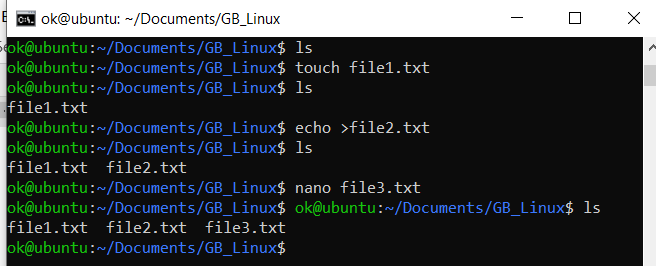 ok@ubuntu: ~/Documents/GB_Linux
ok@ubuntu:~/Documents/GB_Linux$ ls
ok@ubuntu:~/Documents/GB_Linux$ touch file1.txt
ok@ubuntu:~/Documents/GB_Linux$ ls
file1.txt
ok@ubuntu:~/Documents/GB_Linux$ echo >file2.txt
ok@ubuntu:~/Documents/GB_Linux$ ls
file1.txt  file2.txt
ok@ubuntu:~/Documents/GB_Linux$ nano file3.txt
ok@ubuntu:~/Documents/GB_Linux$ ok@ubuntu:~/Documents/GB_Linux$ ls
file1.txt  file2.txt  file3.txt
ok@ubuntu:~/Documents/GB_Linux$